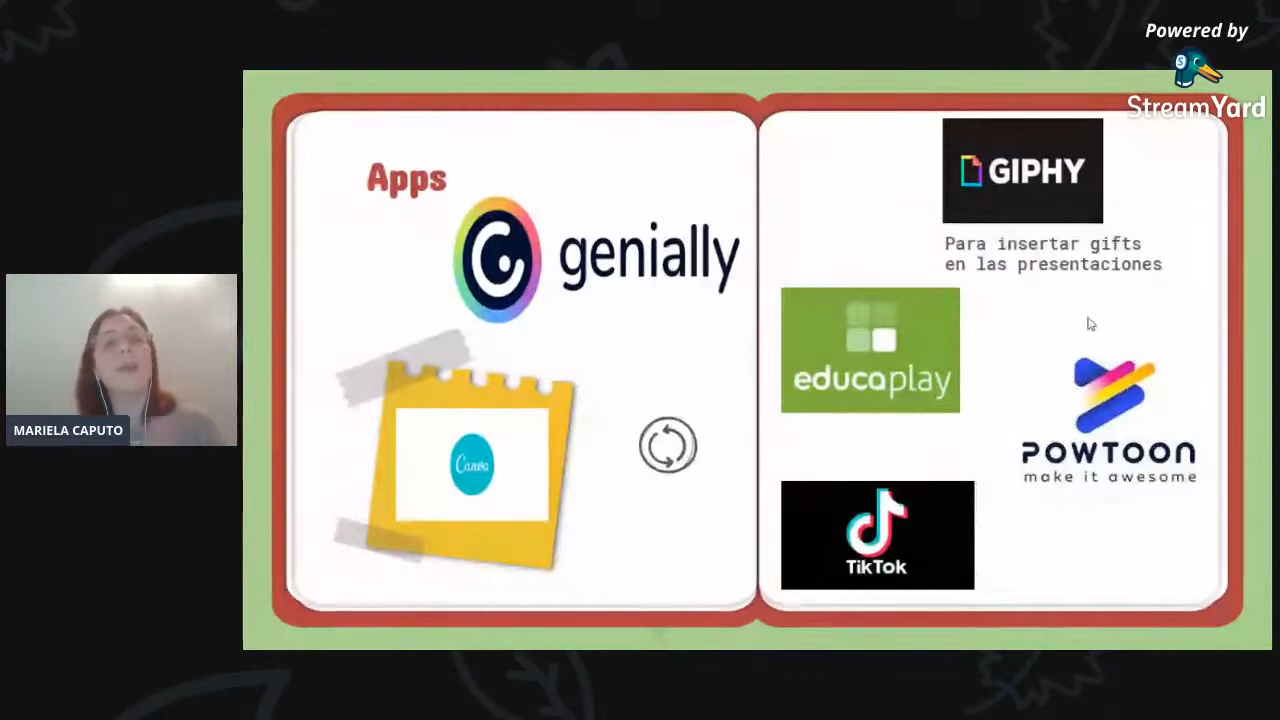 Powered by
StreamYard
Apps
genially
Canva
GIPHY
Para insertar gifts
en las presentaciones
educaplay
POWTOON
make it awesome
TikTok
MARIELA CAPUTO